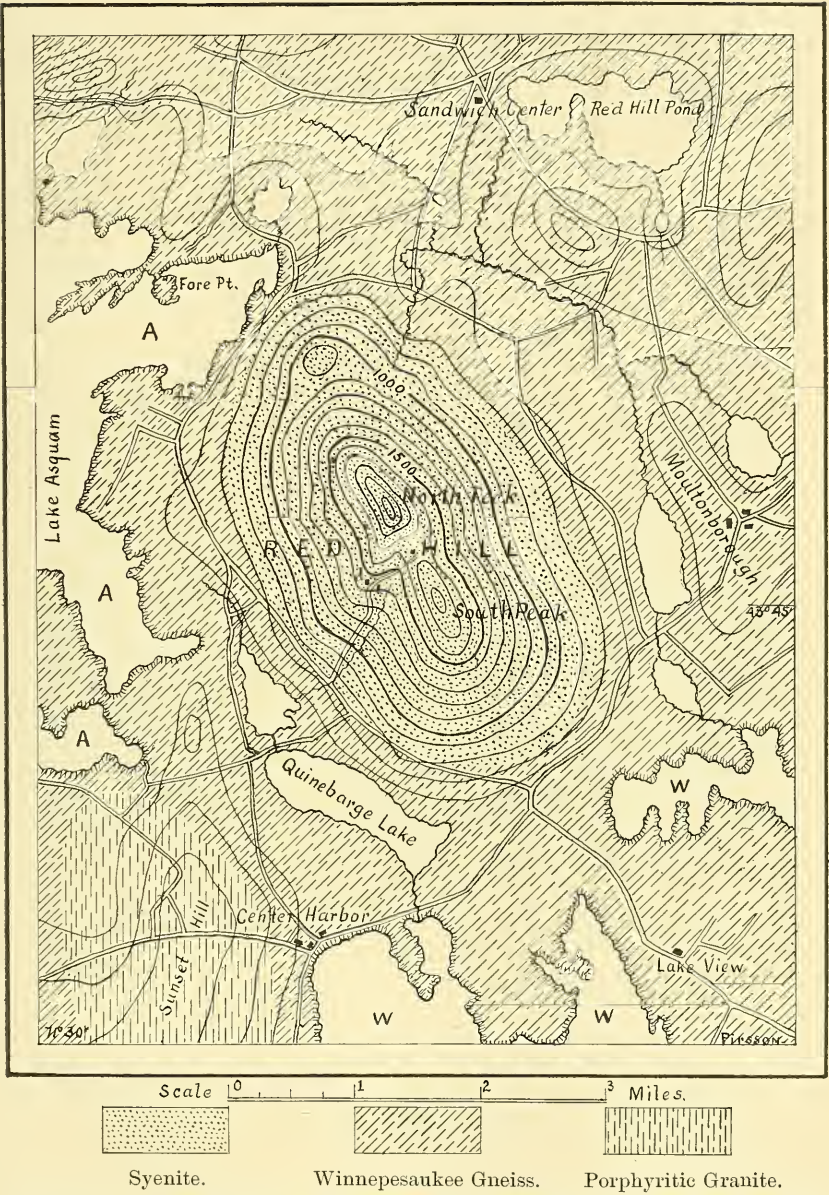 Sandwich Center
Red Hill Pond
Fore Pt.
A
1000
Lake Asquam
1500
North Peak
Moultonborough
RED HILL
A
South Peak
43°45'
A
W
Quinebarge Lake
Center Harbor
Sunset Hill
Lake View
W
W
Pirsson
Scale 0 1 2 3 Miles.
Syenite. Winnepesaukee Gneiss. Porphyritic Granite.